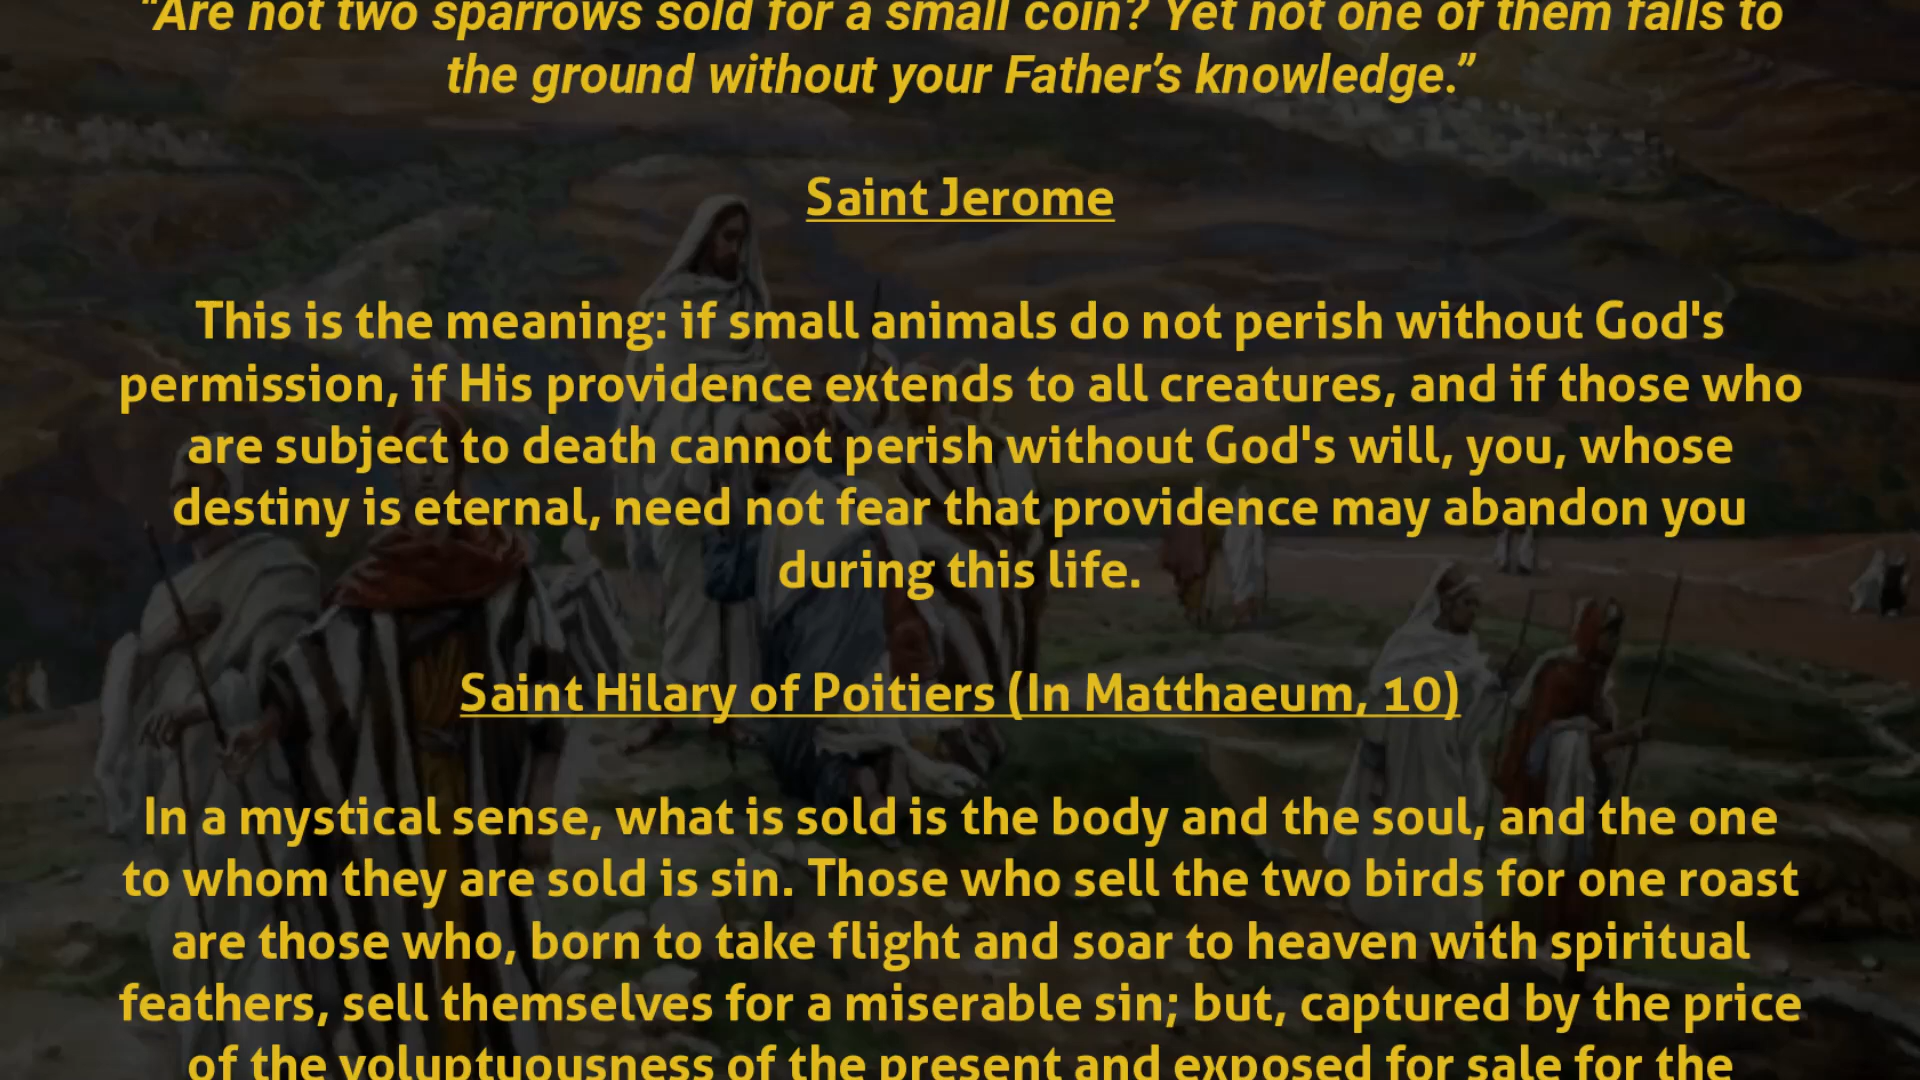 “Are not two sparrows sold for a small coin? Yet not one of them falls to
the ground without your Father’s knowledge.”
Saint Jerome
This is the meaning: if small animals do not perish without God's
permission, if His providence extends to all creatures, and if those who
are subject to death cannot perish without God's will, you, whose
destiny is eternal, need not fear that providence may abandon you
during this life.
Saint Hilary of Poitiers (In Matthaeum, 10)
In a mystical sense, what is sold is the body and the soul, and the one
to whom they are sold is sin. Those who sell the two birds for one roast
are those who, born to take flight and soar to heaven with spiritual
feathers, sell themselves for a miserable sin; but, captured by the price
of the voluptuousness of the present and exposed for sale for the